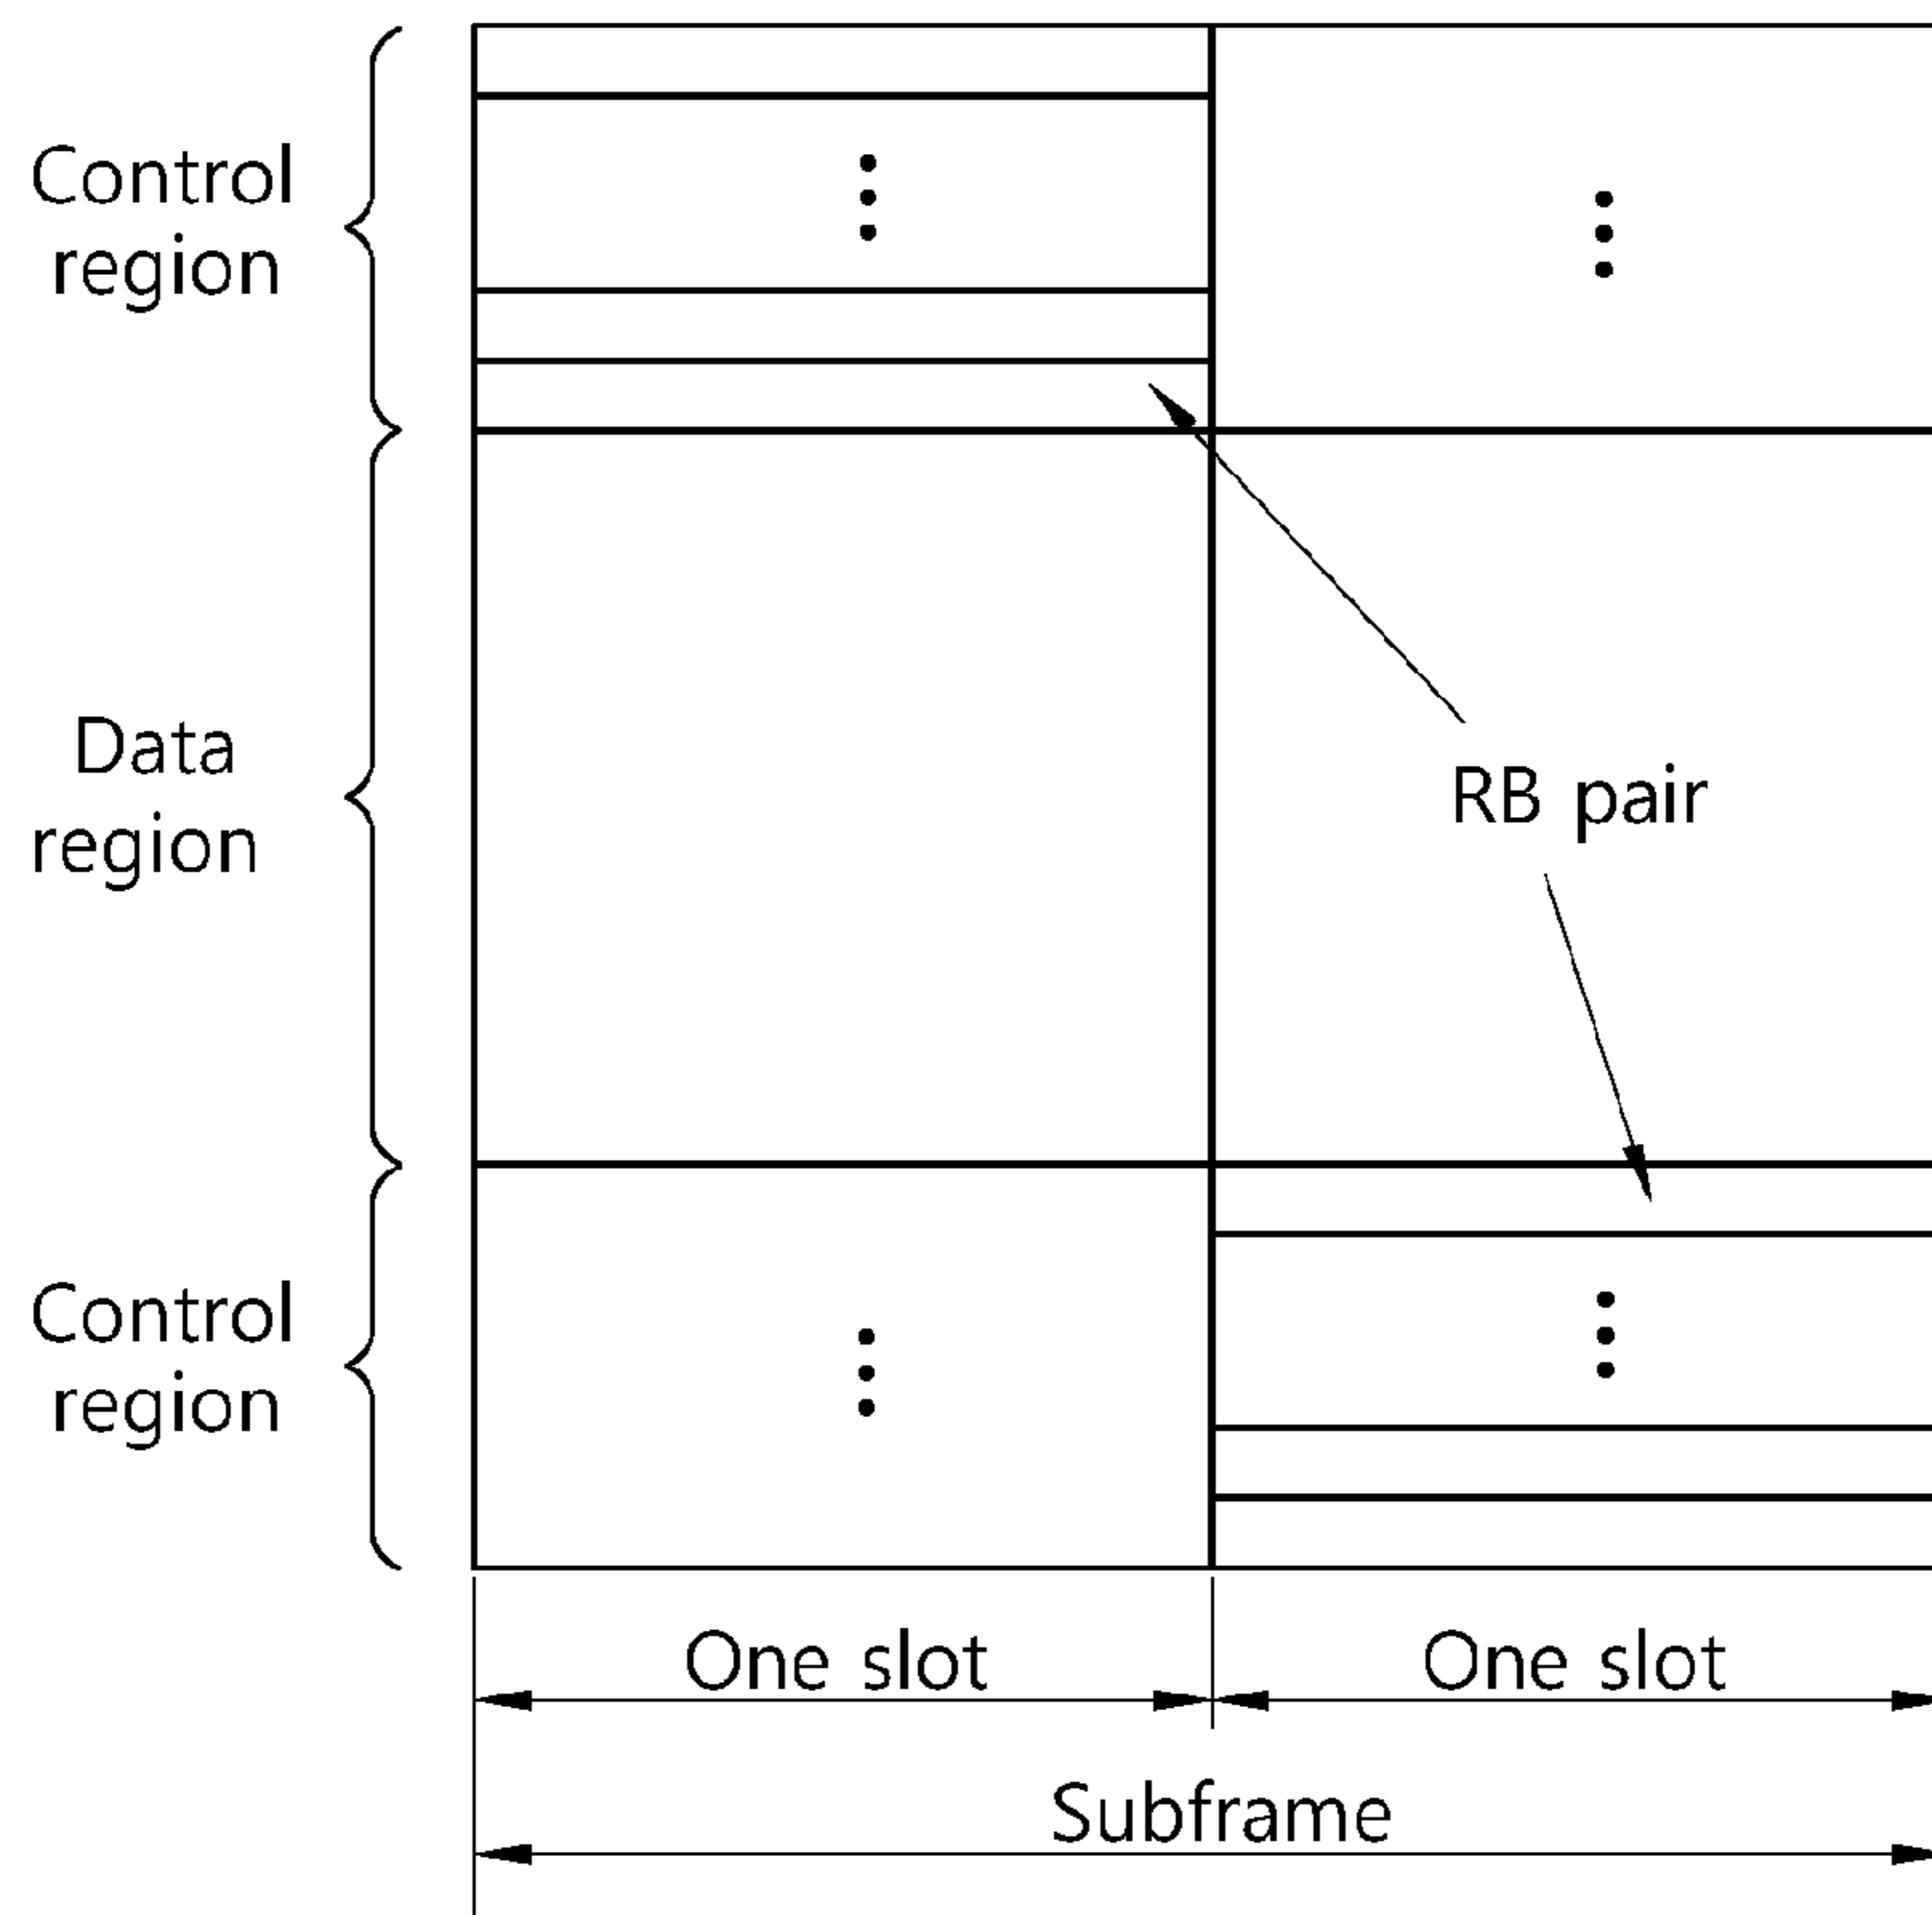 Control
region
Data
region
RB pair
Control
region
One slot
One slot
Subframe